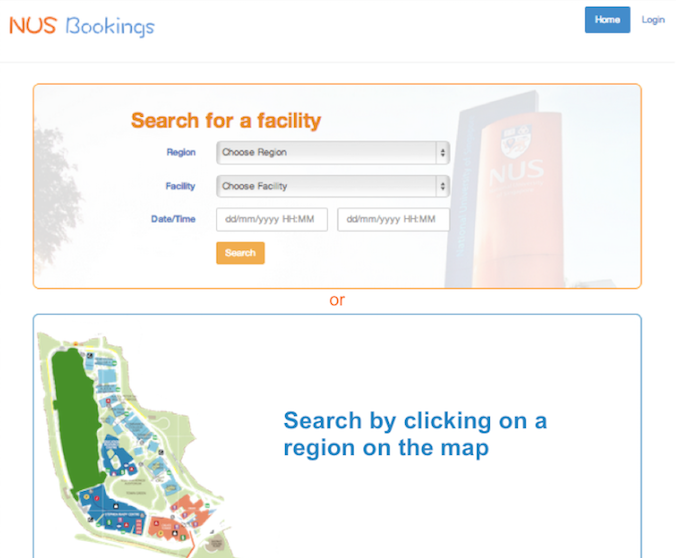 NUS Bookings
Home
Login
Search for a facility
Region
Choose Region
Facility
Choose Facility
Date/Time
dd/mm/yyyy HH:MM
dd/mm/yyyy HH:MM
Search
NUS
or
Search by clicking on a
region on the map